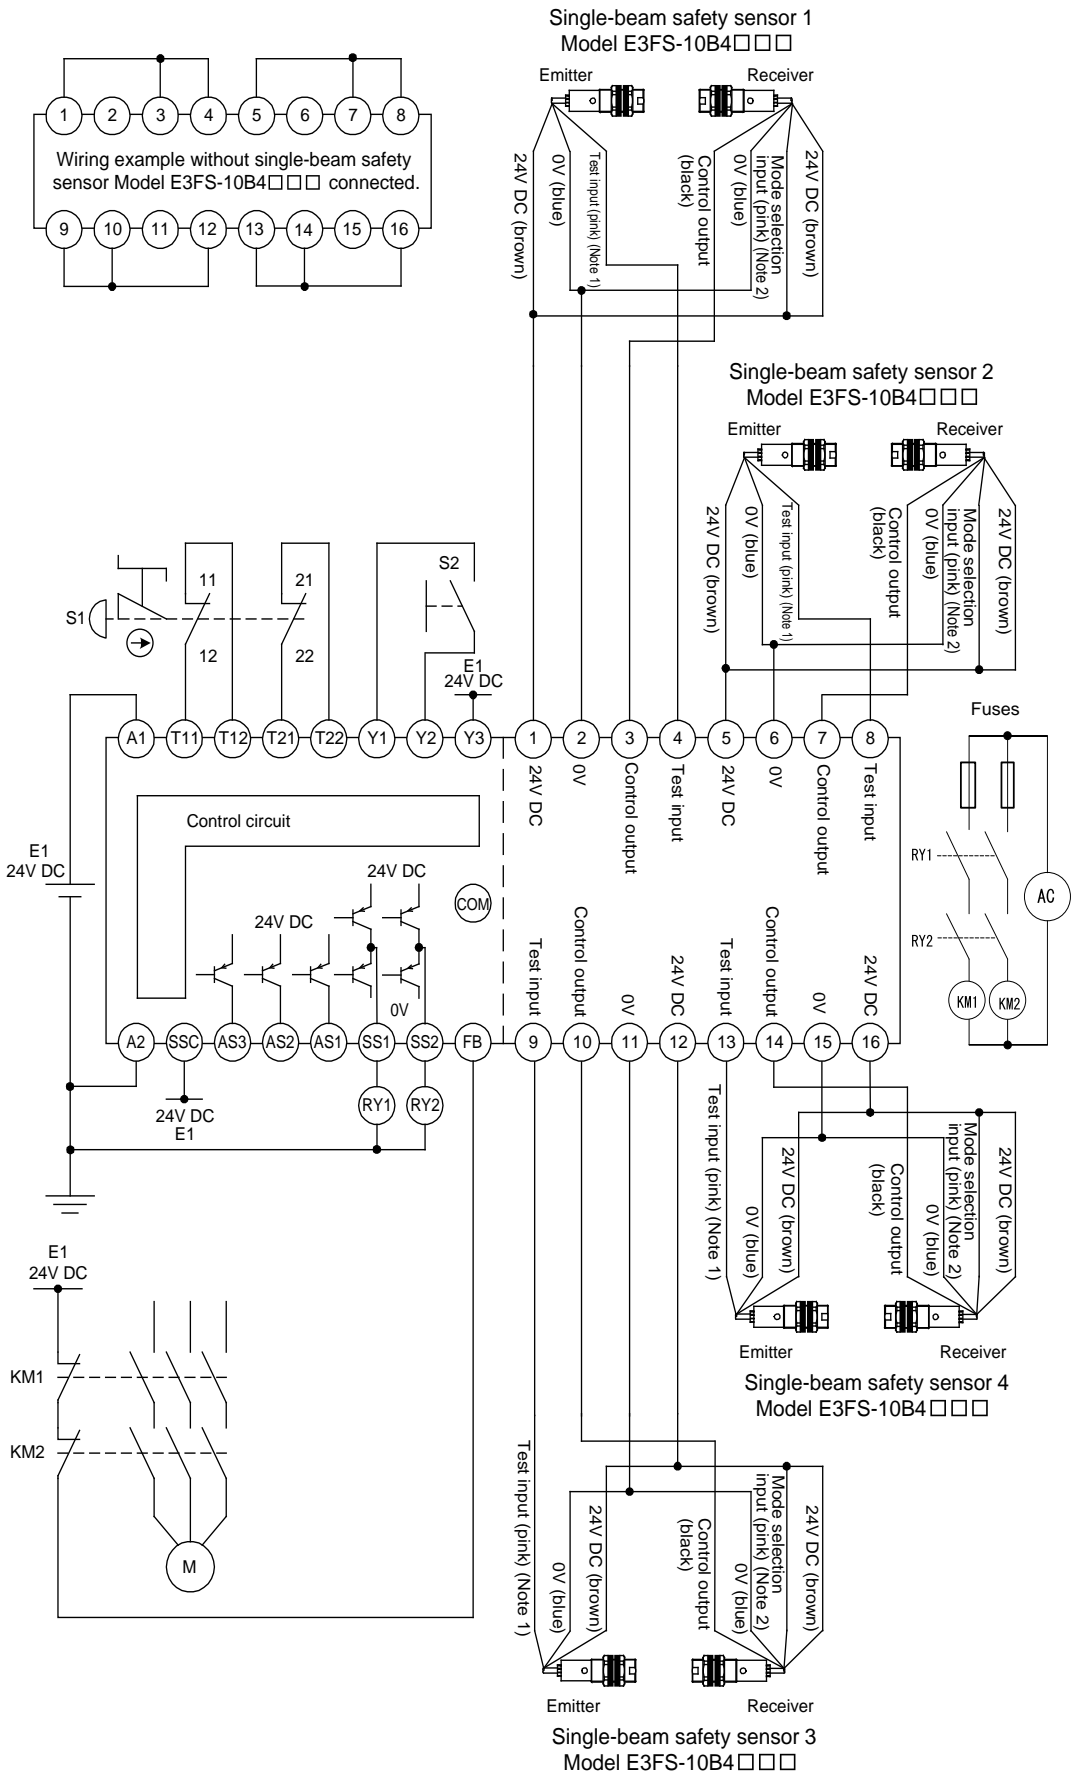 Single-beam safety sensor 1
Model E3FS-10B4□□□
Emitter
Receiver
1 2 3 4 5 6 7 8
Wiring example without single-beam safety
sensor Model E3FS-10B4□□□ connected.
9 10 11 12 13 14 15 16
24V DC (brown)
0V (blue)
Test input (pink) (Note 1)
Control output
(black)
0V (blue)
Mode selection
input (pink) (Note 2)
24V DC (brown)
Single-beam safety sensor 2
Model E3FS-10B4□□□
Emitter
Receiver
24V DC (brown)
0V (blue)
Test input (pink) (Note 1)
Control output
(black)
0V (blue)
Mode selection
input (pink) (Note 2)
24V DC (brown)
S1
11
12
21
22
S2
E1
24V DC
A1 T11 T12 T21 T22 Y1 Y2 Y3 1 2 3 4 5 6 7 8
24V DC
0V
Control output
Test input
24V DC
0V
Control output
Test input
Fuses
RY1
RY2
AC
KM1
KM2
Control circuit
E1
24V DC
24V DC
24V DC
COM
0V
Test input
Control output
0V
24V DC
Test input
Control output
0V
24V DC
A2 SSC AS3 AS2 AS1 SS1 SS2 FB 9 10 11 12 13 14 15 16
24V DC
E1
RY1
RY2
Test input (pink) (Note 1)
0V (blue)
24V DC (brown)
Control output
(black)
0V (blue)
Mode selection
input (pink) (Note 2)
24V DC (brown)
Emitter
Receiver
Single-beam safety sensor 4
Model E3FS-10B4□□□
E1
24V DC
KM1
KM2
M
Test input (pink) (Note 1)
0V (blue)
24V DC (brown)
Control output
(black)
0V (blue)
Mode selection
input (pink) (Note 2)
24V DC (brown)
Emitter
Receiver
Single-beam safety sensor 3
Model E3FS-10B4□□□